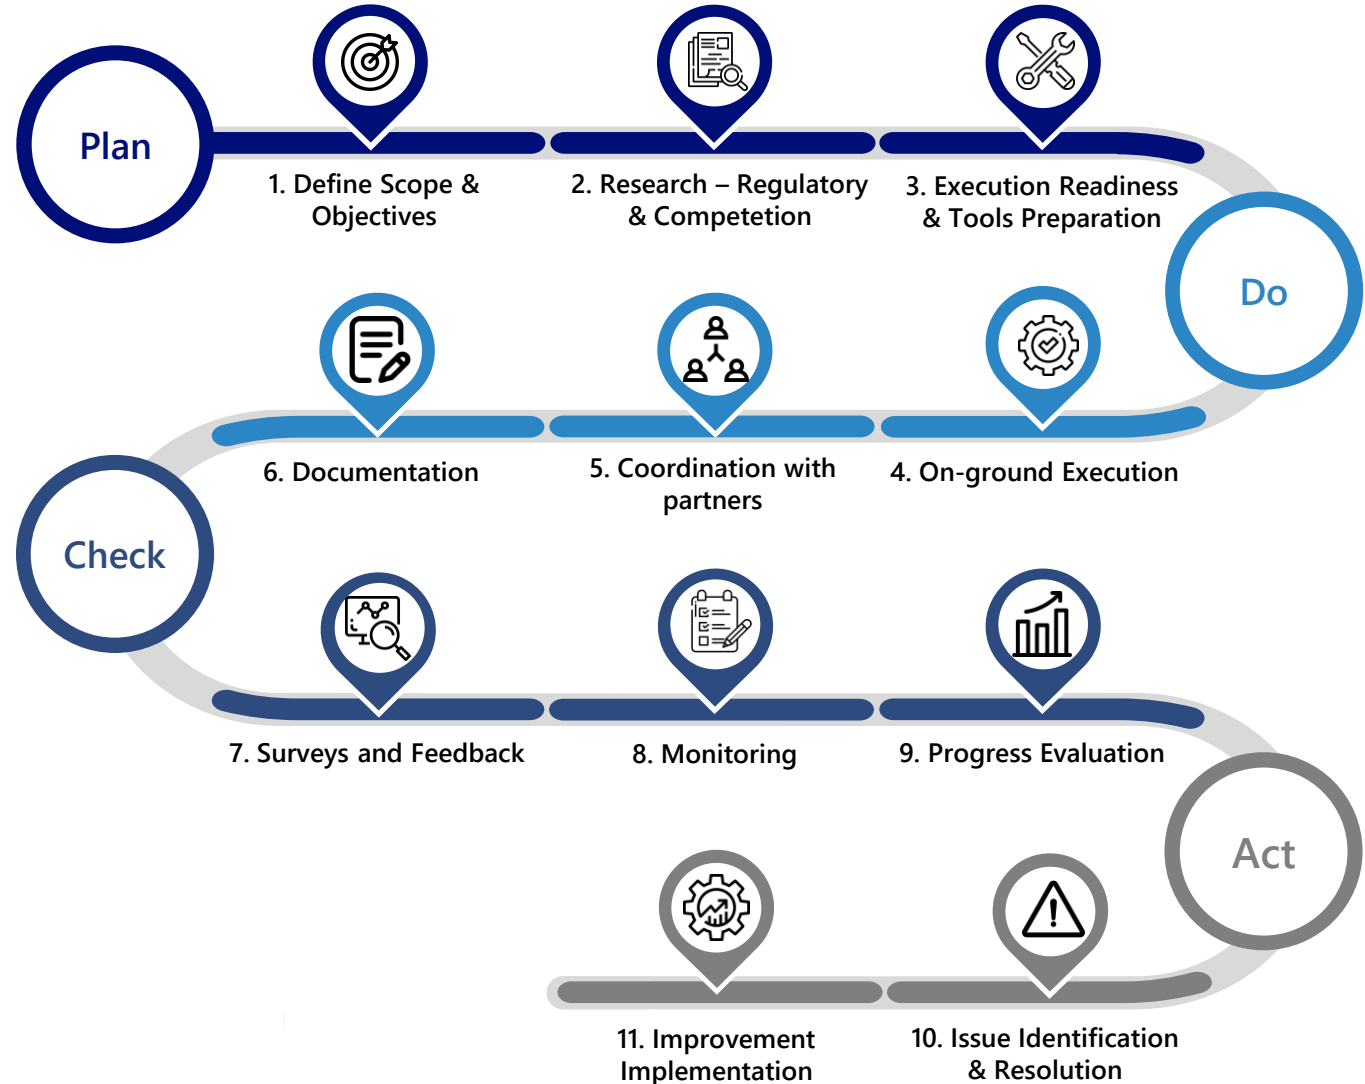 Plan
1. Define Scope &
Objectives
2. Research – Regulatory
& Competetion
3. Execution Readiness
& Tools Preparation
Do
4. On-ground Execution
5. Coordination with
partners
6. Documentation
Check
7. Surveys and Feedback
8. Monitoring
9. Progress Evaluation
Act
10. Issue Identification
& Resolution
11. Improvement
Implementation